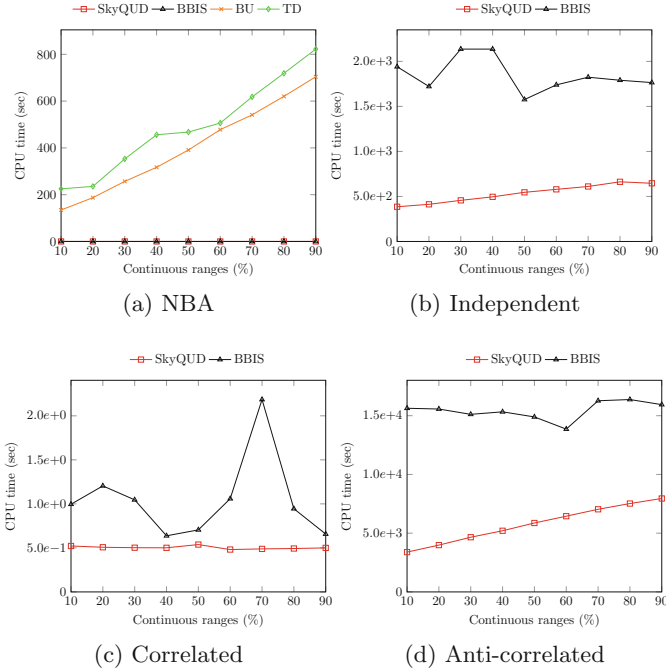 SkyQUD BBIS BU TD
SkyQUD BBIS
CPU time (sec)
800
600
400
200
0
10 20 30 40 50 60 70 80 90
Continuous ranges (%)
(a) NBA
CPU time (sec)
2.0e+3
1.5e+3
1.0e+3
5.0e+2
0
10 20 30 40 50 60 70 80 90
Continuous ranges (%)
(b) Independent
SkyQUD BBIS
CPU time (sec)
2.0e+0
1.5e+0
1.0e+0
5.0e−1
0
10 20 30 40 50 60 70 80 90
Continuous ranges (%)
(c) Correlated
SkyQUD BBIS
CPU time (sec)
1.5e+4
1.0e+4
5.0e+3
0
10 20 30 40 50 60 70 80 90
Continuous ranges (%)
(d) Anti-correlated